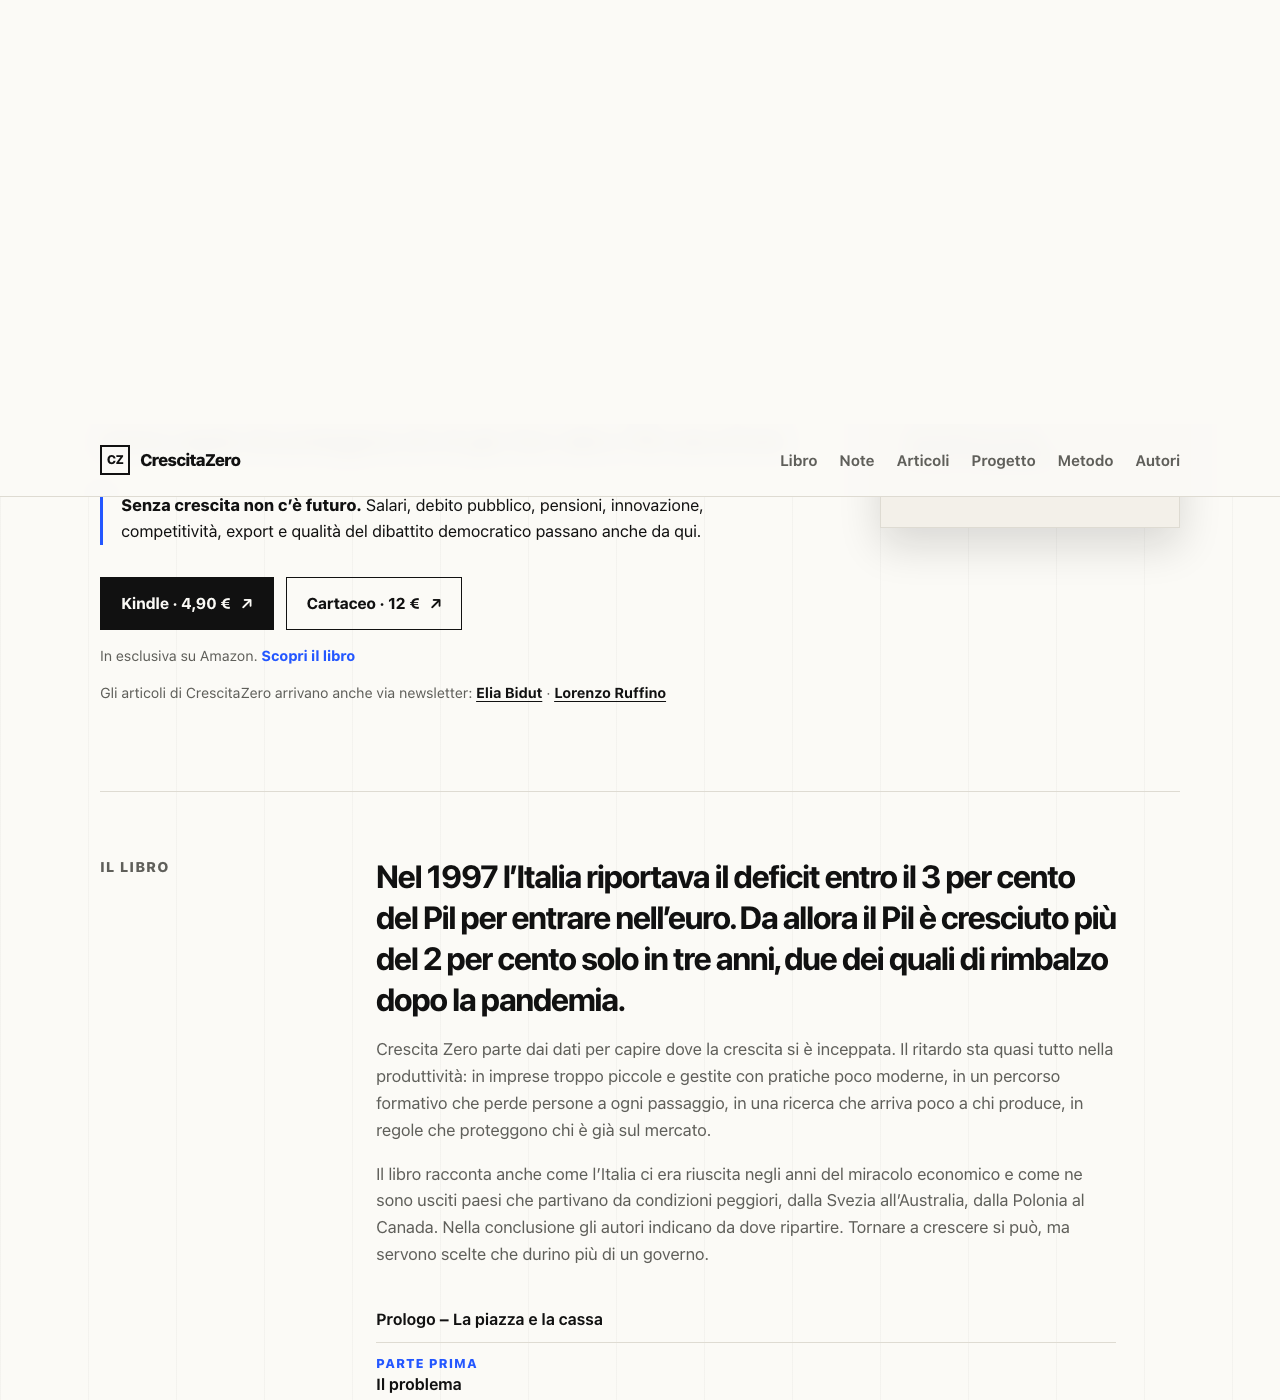 CZ CrescitaZero Libro Note Articoli Progetto Metodo Autori
Senza crescita non c’è futuro. Salari, debito pubblico, pensioni, innovazione,
competitività, export e qualità del dibattito democratico passano anche da qui.
Kindle · 4,90 € ↗ Cartaceo · 12 € ↗
In esclusiva su Amazon. Scopri il libro
Gli articoli di CrescitaZero arrivano anche via newsletter: Elia Bidut · Lorenzo Ruffino
IL LIBRO
Nel 1997 l’Italia riportava il deficit entro il 3 per cento
del Pil per entrare nell’euro. Da allora il Pil è cresciuto più
del 2 per cento solo in tre anni, due dei quali di rimbalzo
dopo la pandemia.
Crescita Zero parte dai dati per capire dove la crescita si è inceppata. Il ritardo sta quasi tutto nella
produttività: in imprese troppo piccole e gestite con pratiche poco moderne, in un percorso
formativo che perde persone a ogni passaggio, in una ricerca che arriva poco a chi produce, in
regole che proteggono chi è già sul mercato.
Il libro racconta anche come l’Italia ci era riuscita negli anni del miracolo economico e come ne
sono usciti paesi che partivano da condizioni peggiori, dalla Svezia all’Australia, dalla Polonia al
Canada. Nella conclusione gli autori indicano da dove ripartire. Tornare a crescere si può, ma
servono scelte che durino più di un governo.
Prologo – La piazza e la cassa
PARTE PRIMA
Il problema